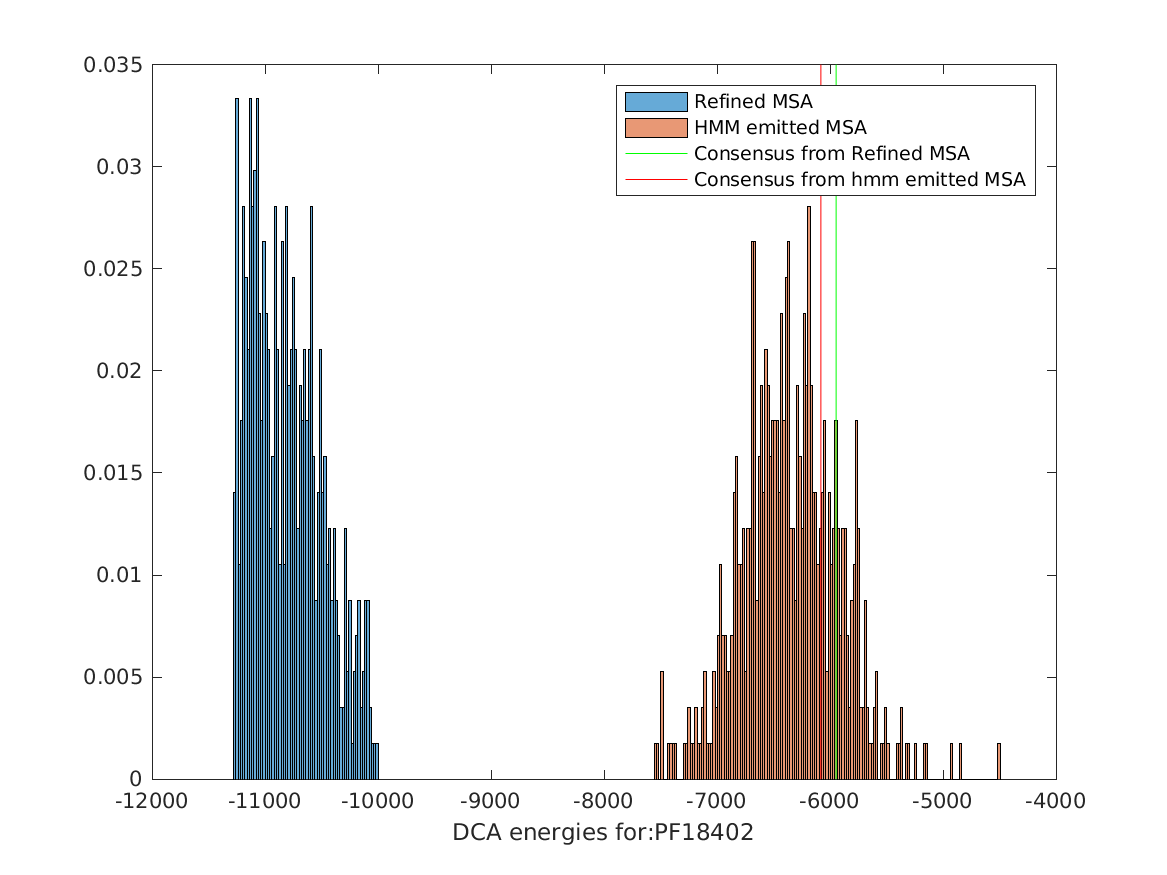 0.035
0.03
0.025
0.02
0.015
0.01
0.005
0
Refined MSA
HMM emitted MSA
Consensus from Refined MSA
Consensus from hmm emitted MSA
-12000 -11000 -10000 -9000 -8000 -7000 -6000 -5000 -4000
DCA energies for:PF18402